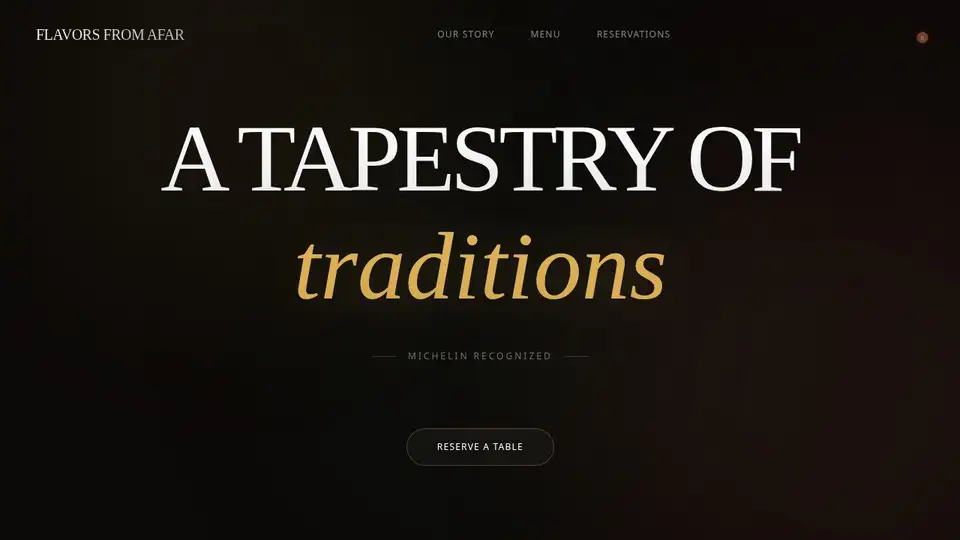 FLAVORS FROM AFAR
OUR STORY
MENU
RESERVATIONS
A TAPESTRY OF
traditions
MICHELIN RECOGNIZED
RESERVE A TABLE